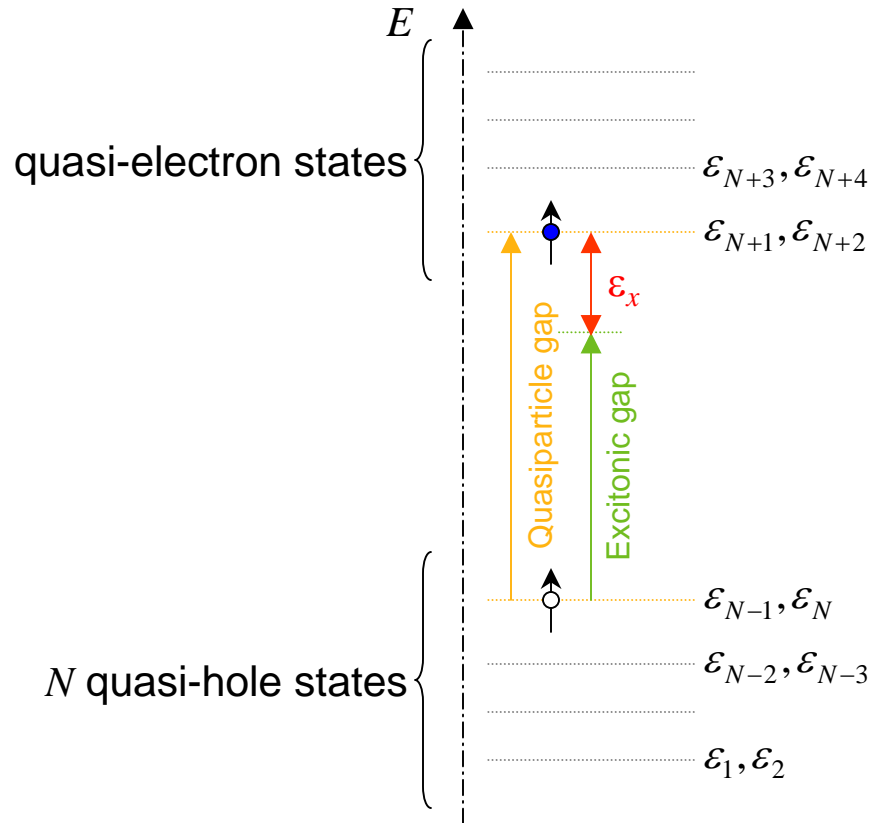 E
quasi-electron states
ε_{N+3}, ε_{N+4}
ε_{N+1}, ε_{N+2}
ε_x
Quasiparticle gap
Excitonic gap
ε_{N−1}, ε_N
N quasi-hole states
ε_{N−2}, ε_{N−3}
ε_1, ε_2